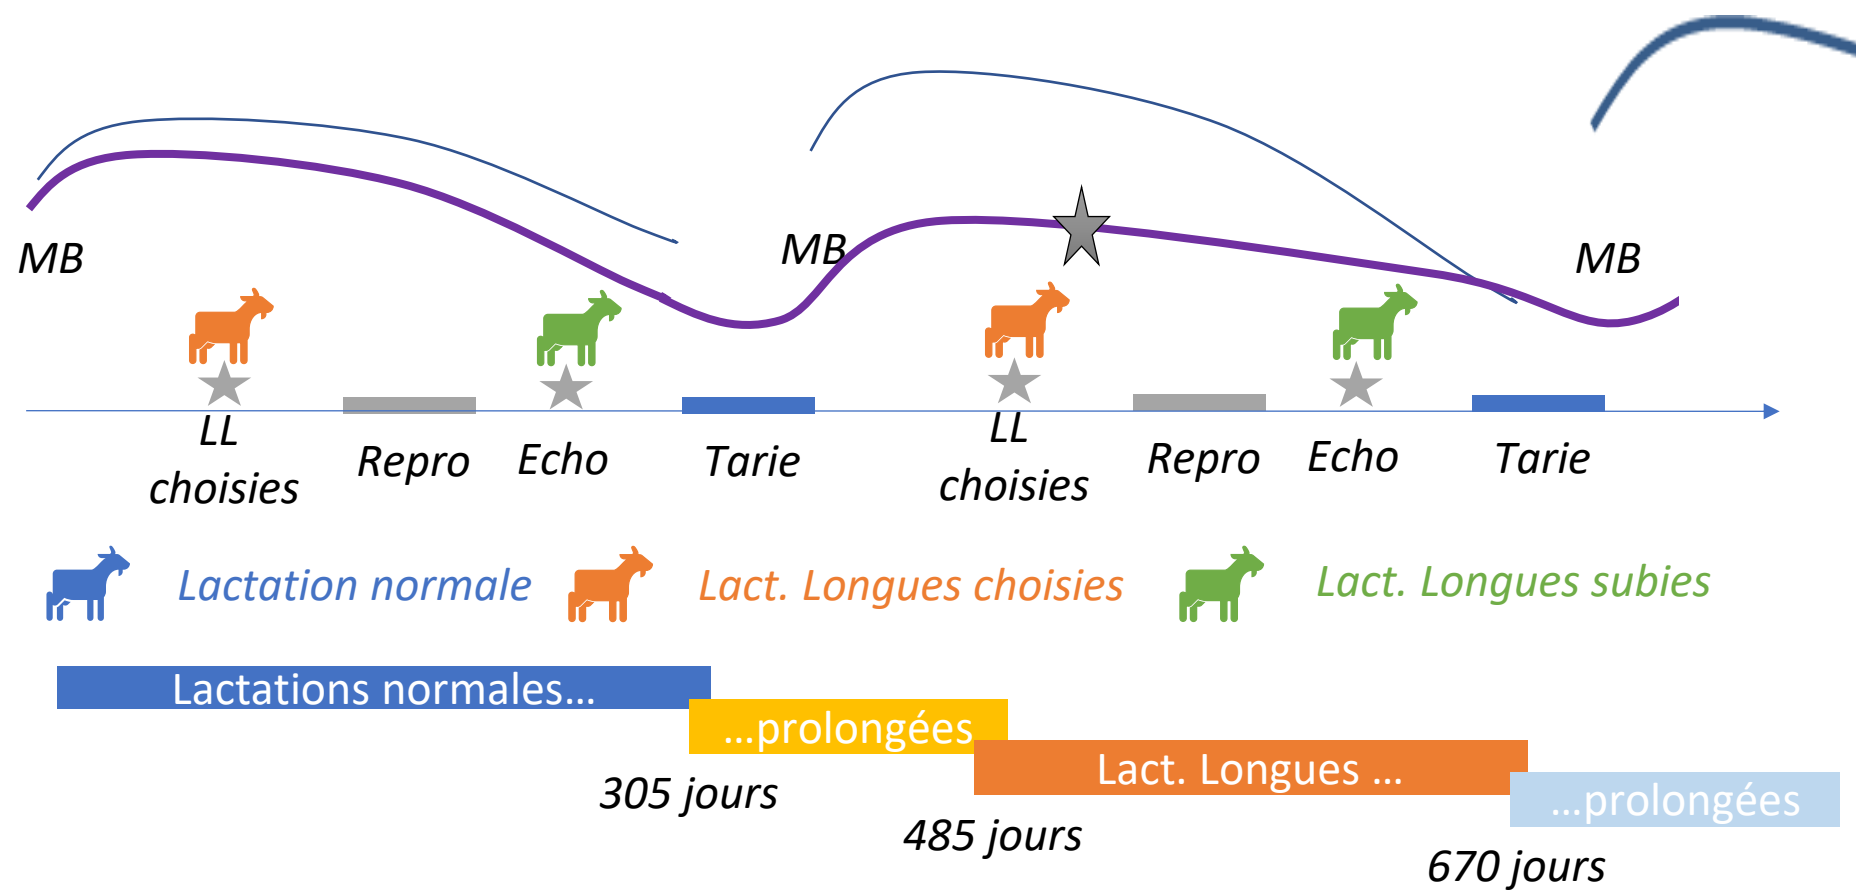 MB
MB
MB
LL
choisies
Repro
Echo
Tarie
LL
choisies
Repro
Echo
Tarie
Lactation normale
Lact. Longues choisies
Lact. Longues subies
Lactations normales...
...prolongées
Lact. Longues ...
...prolongées
305 jours
485 jours
670 jours